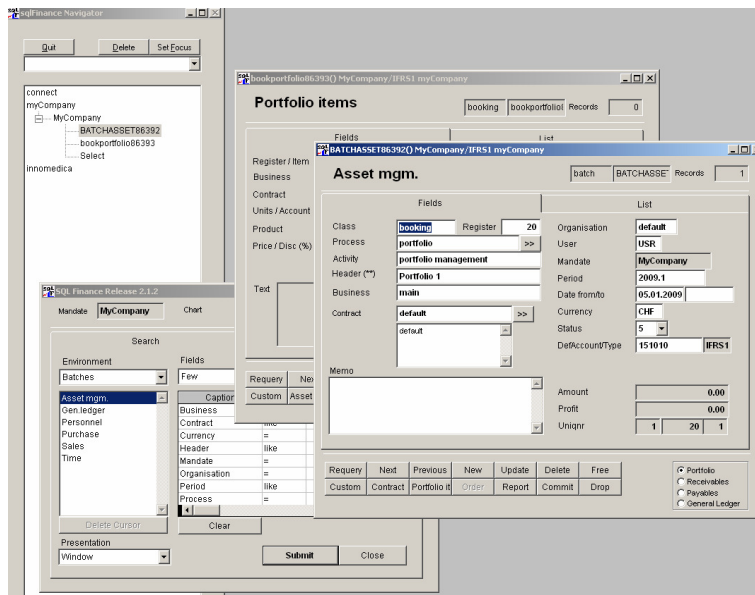 sqlFinance Navigator
Quit Delete Set Focus
connect
myCompany
MyCompany
BATCHASSET86392
bookportfolio86393
Select
innomedica
bookportfolio86393() MyCompany/IFRS1 myCompany
Portfolio items
booking bookportfoliol Records 0
Fields List
Register / Item
Business
Contract
Units / Account
Product
Price / Disc (%)
Text
Requery
Custom Asset
BATCHASSET86392() MyCompany/IFRS1 myCompany
Asset mgm.
batch BATCHASSE Records 1
Fields List
Class booking Register 20
Process portfolio >>
Activity portfolio management
Header (**) Portfolio 1
Business main
Contract default >>
default
Memo
Organisation default
User USR
Mandate MyCompany
Period 2009.1
Date from/to 05.01.2009
Currency CHF
Status 5
DefAccount/Type 151010 IFRS1
Amount 0.00
Profit 0.00
Uniqnr 1 20 1
Requery Next Previous New Update Delete Free
Custom Contract Portfolio it Order Report Commit Drop
Portfolio
Receivables
Payables
General Ledger
SQL Finance Release 2.1.2
Mandate MyCompany Chart
Search
Environment Fields
Batches Few
Asset mgm.
Gen.ledger
Personnel
Purchase
Sales
Time
Caption
Business
Contract like
Currency =
Header like
Mandate =
Organisation =
Period like
Process =
Delete Cursor Clear
Presentation
Window Submit Close